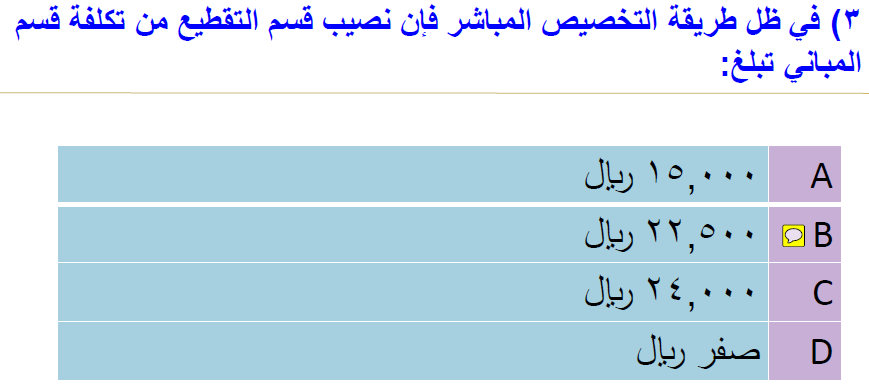 ٣) في ظل طريقة التخصيص المباشر فإن نصيب قسم التقطيع من تكلفة قسم
المباني تبلغ:
A ١٥,٠٠٠ ريال
B ٢٢,٥٠٠ ريال
C ٢٤,٠٠٠ ريال
D صفر ريال